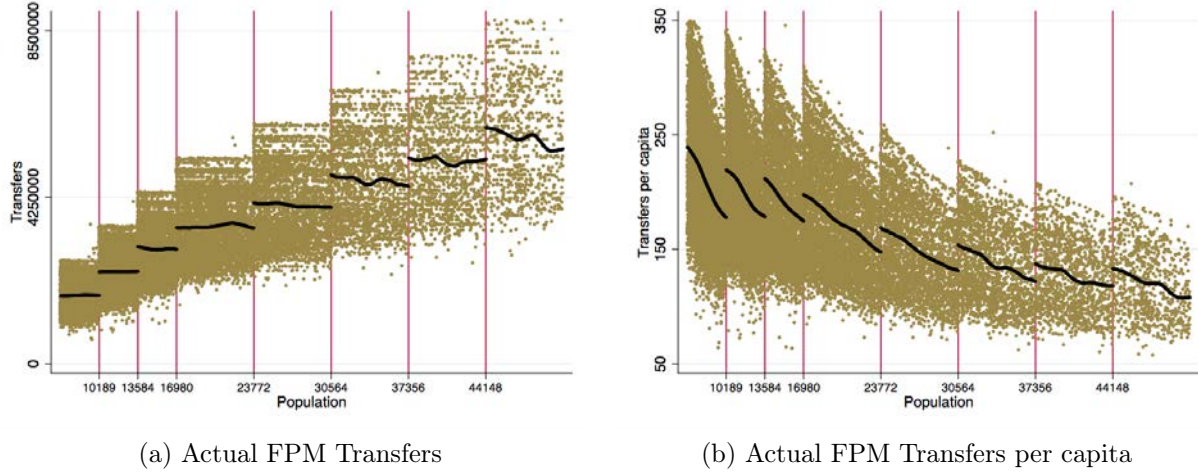 8500000
4250000
0
Transfers
10189 13584 16980 23772 30564 37356 44148
Population
(a) Actual FPM Transfers
350
250
150
50
Transfers per capita
10189 13584 16980 23772 30564 37356 44148
Population
(b) Actual FPM Transfers per capita